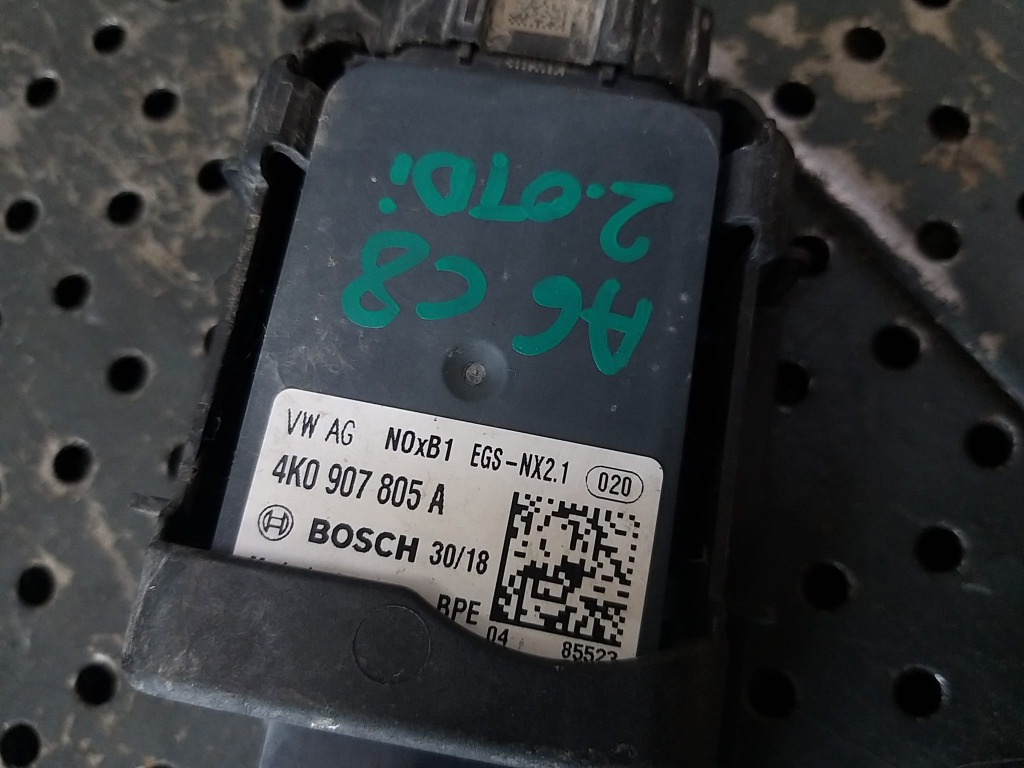 A6 C8
2.0TDi
VW AG NOxB1 EGS-NX2.1 020
4K0 907 805 A
BOSCH 30/18
BPE
04 85523